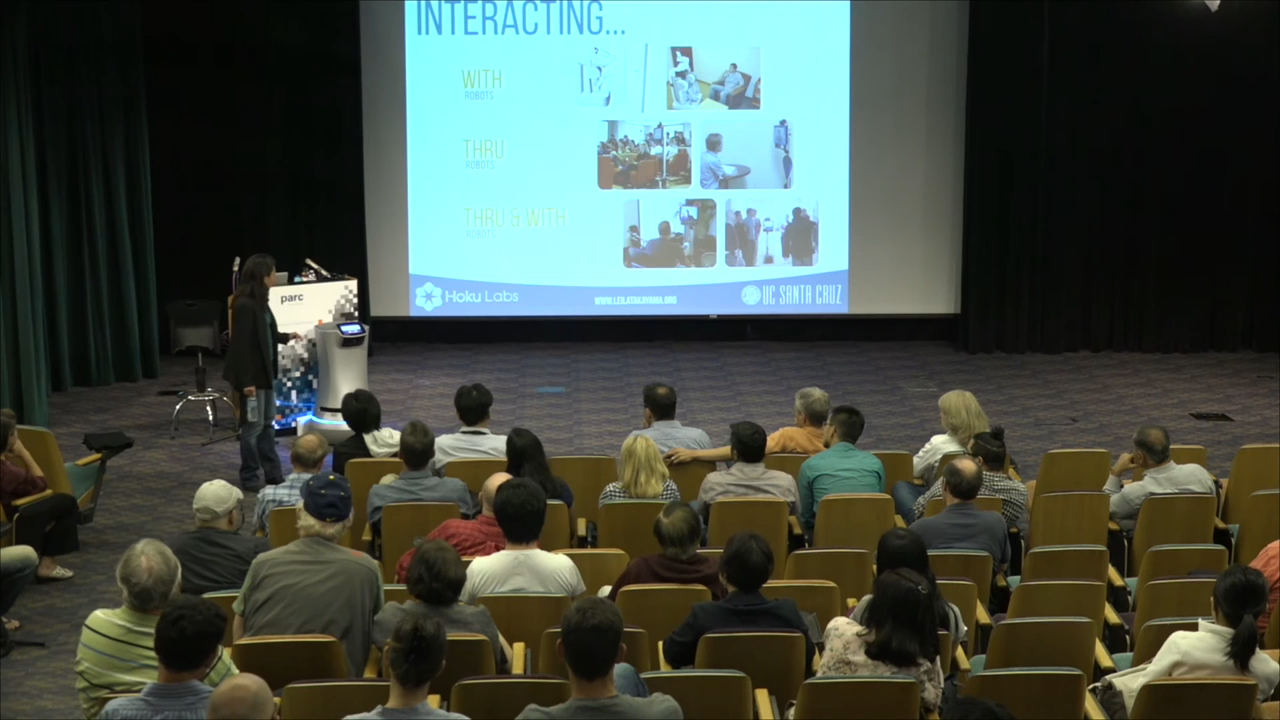 INTERACTING...
WITH
ROBOTS
THRU
ROBOTS
THRU & WITH
ROBOTS
parc
Hoku Labs
WWW.LEILATAKAYAMA.ORG
UC SANTA CRUZ